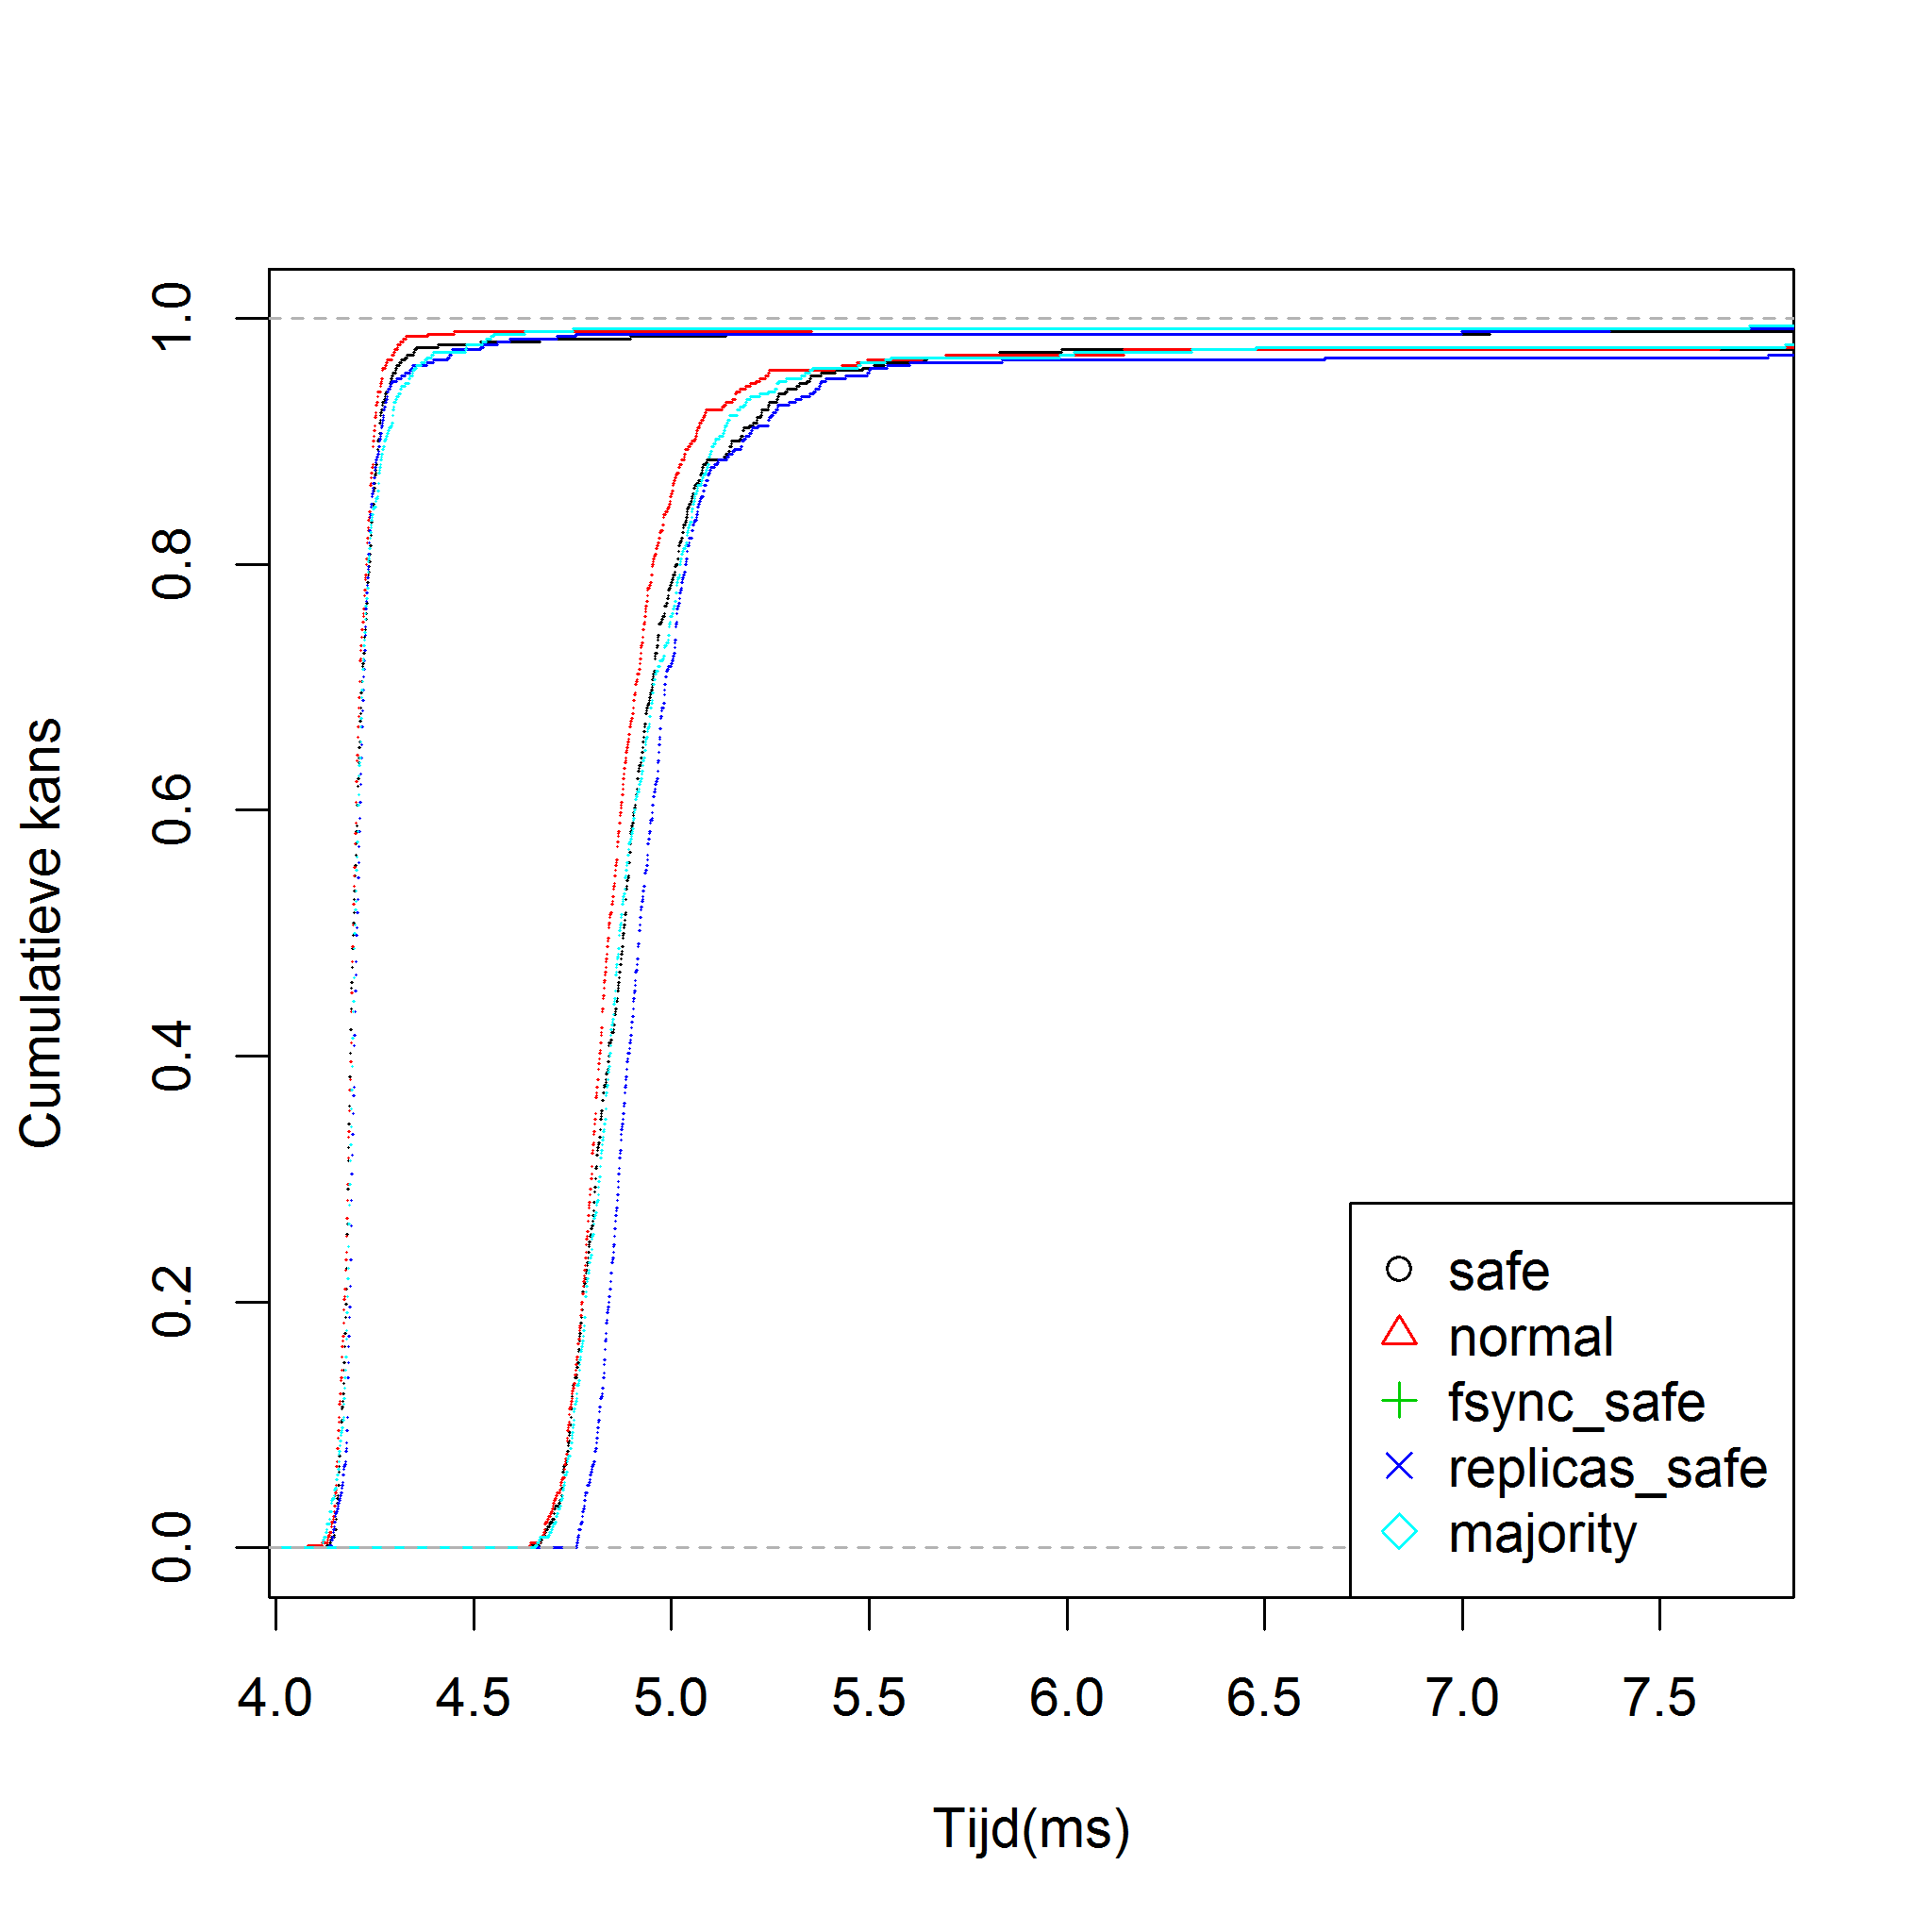 Cumulatieve kans
1.0
0.8
0.6
0.4
0.2
0.0
safe
normal
fsync_safe
replicas_safe
majority
4.0 4.5 5.0 5.5 6.0 6.5 7.0 7.5
Tijd(ms)